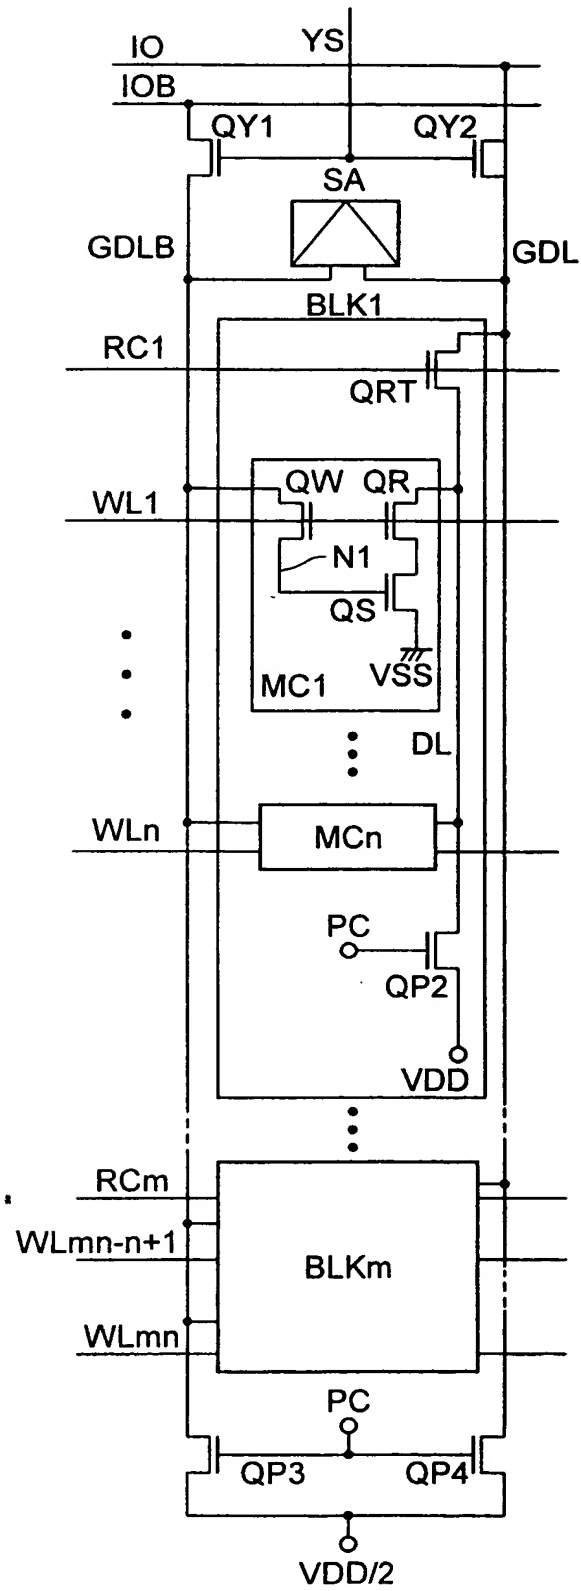 YS
IO
IOB
QY1
QY2
SA
GDLB
GDL
BLK1
RC1
QRT
QW
QR
WL1
N1
QS
VSS
MC1
DL
WLn
MCn
PC
QP2
VDD
RCm
WLmn-n+1
BLKm
WLmn
PC
QP3
QP4
VDD/2